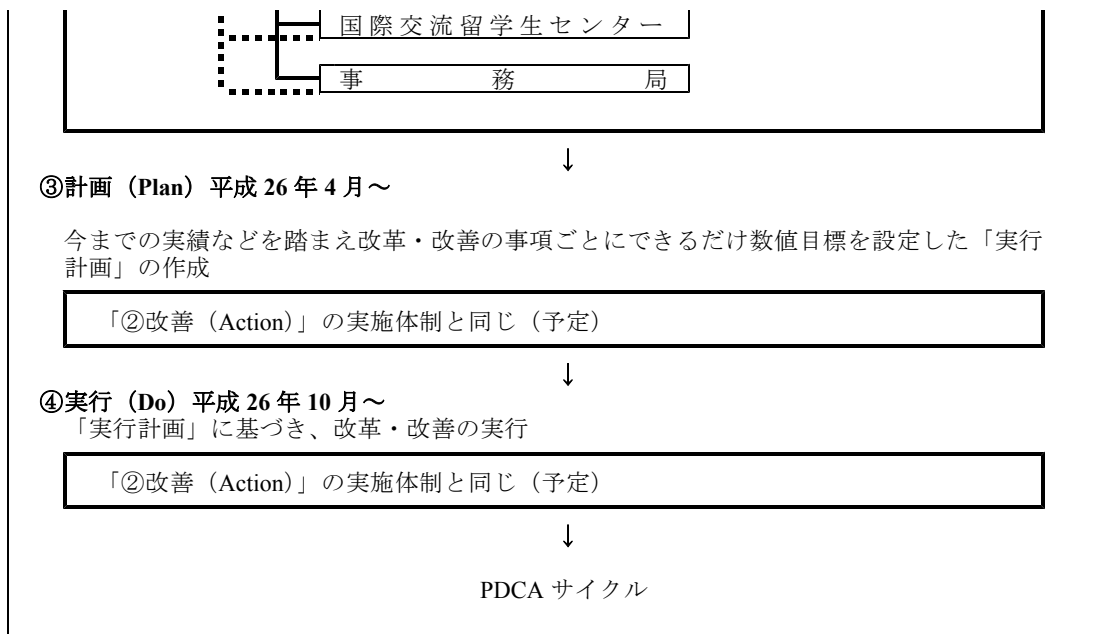 国際交流留学生センター
事務局
↓
③計画（Plan）平成 26 年 4 月～
今までの実績などを踏まえ改革・改善の事項ごとにできるだけ数値目標を設定した「実行
計画」の作成
「②改善（Action）」の実施体制と同じ（予定）
↓
④実行（Do）平成 26 年 10 月～
「実行計画」に基づき、改革・改善の実行
「②改善（Action）」の実施体制と同じ（予定）
↓
PDCA サイクル